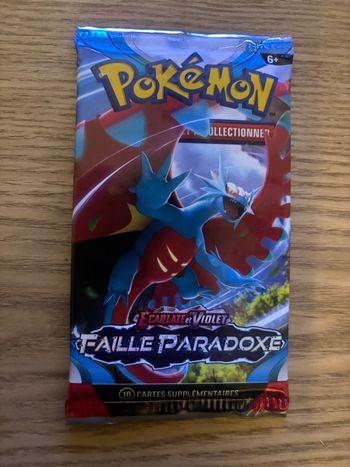 6+
POKÉMON
COLLECTIONNER
ÉCARLATE et VIOLET
FAILLE PARADOXE
10 CARTES SUPPLÉMENTAIRES